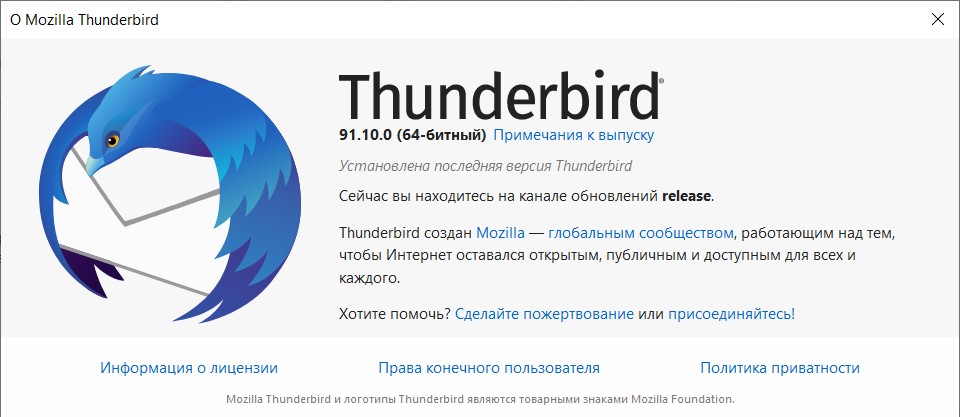 О Mozilla Thunderbird
Thunderbird®
91.10.0 (64-битный) Примечания к выпуску
Установлена последняя версия Thunderbird
Сейчас вы находитесь на канале обновлений release.
Thunderbird создан Mozilla — глобальным сообществом, работающим над тем,
чтобы Интернет оставался открытым, публичным и доступным для всех и
каждого.
Хотите помочь? Сделайте пожертвование или присоединяйтесь!
Информация о лицензии
Права конечного пользователя
Политика приватности
Mozilla Thunderbird и логотипы Thunderbird являются товарными знаками Mozilla Foundation.